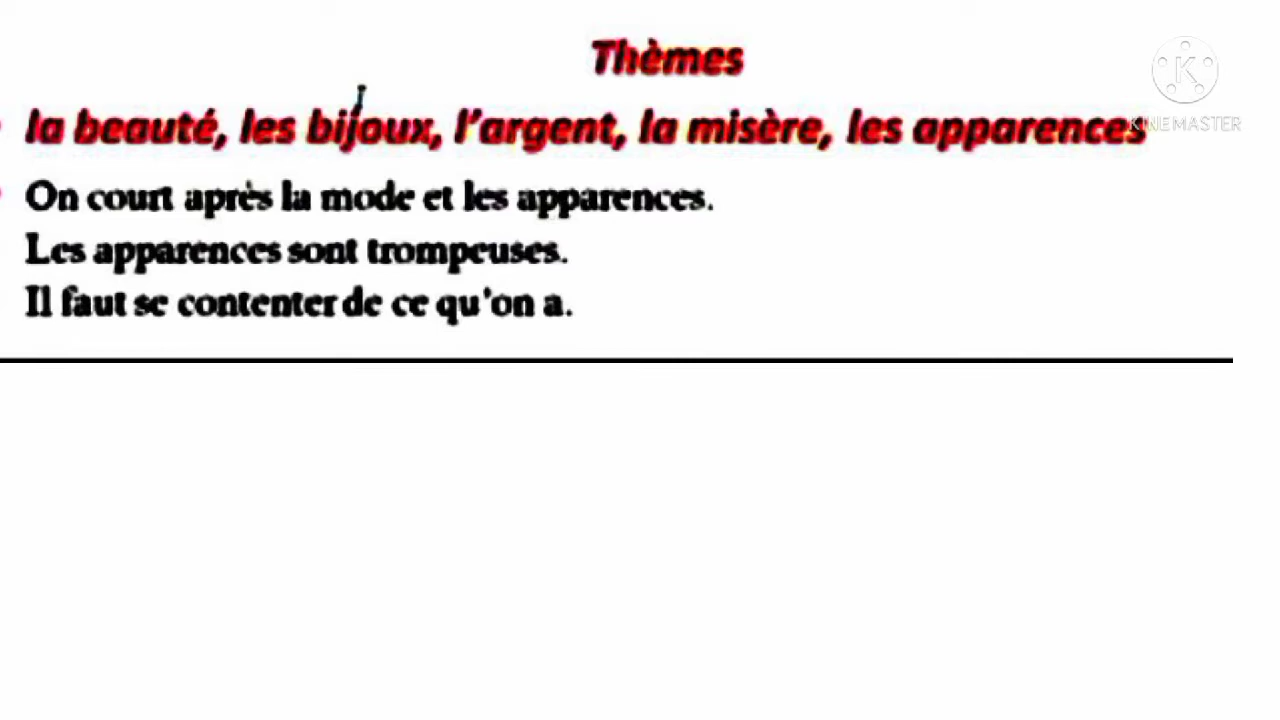 Thèmes
la beauté, les bijoux, l'argent, la misère, les apparences
KINEMASTER
On court après la mode et les apparences.
Les apparences sont trompeuses.
Il faut se contenter de ce qu'on a.